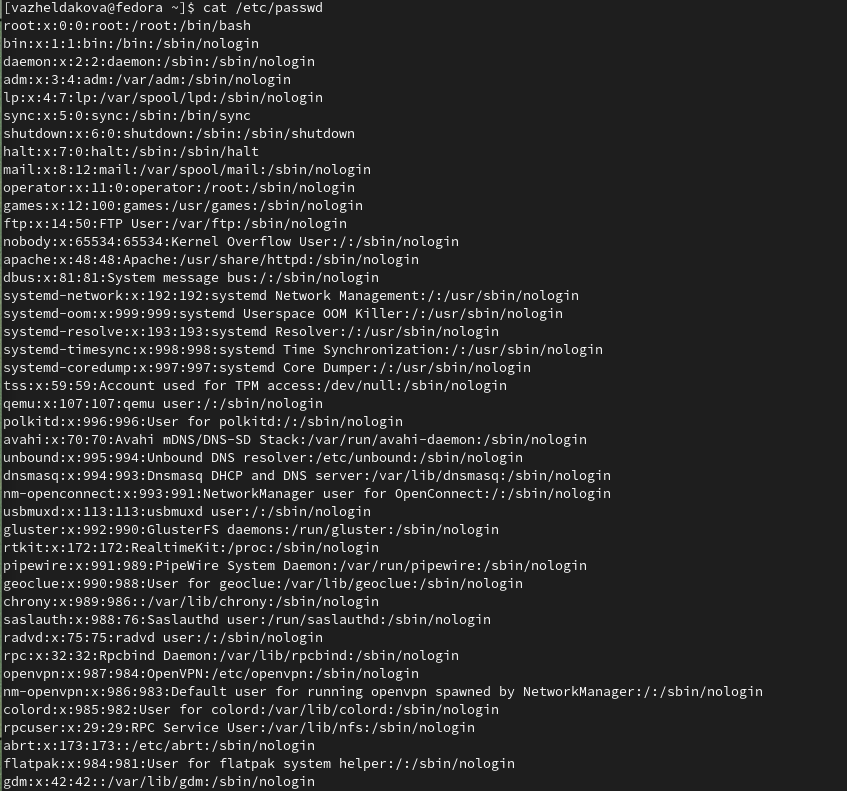 [vazheldakova@fedora ~]$ cat /etc/passwd
root:x:0:0:root:/root:/bin/bash
bin:x:1:1:bin:/bin:/sbin/nologin
daemon:x:2:2:daemon:/sbin:/sbin/nologin
adm:x:3:4:adm:/var/adm:/sbin/nologin
lp:x:4:7:lp:/var/spool/lpd:/sbin/nologin
sync:x:5:0:sync:/sbin:/bin/sync
shutdown:x:6:0:shutdown:/sbin:/sbin/shutdown
halt:x:7:0:halt:/sbin:/sbin/halt
mail:x:8:12:mail:/var/spool/mail:/sbin/nologin
operator:x:11:0:operator:/root:/sbin/nologin
games:x:12:100:games:/usr/games:/sbin/nologin
ftp:x:14:50:FTP User:/var/ftp:/sbin/nologin
nobody:x:65534:65534:Kernel Overflow User:/:/sbin/nologin
apache:x:48:48:Apache:/usr/share/httpd:/sbin/nologin
dbus:x:81:81:System message bus:/:/sbin/nologin
systemd-network:x:192:192:systemd Network Management:/:/usr/sbin/nologin
systemd-oom:x:999:999:systemd Userspace OOM Killer:/:/usr/sbin/nologin
systemd-resolve:x:193:193:systemd Resolver:/:/usr/sbin/nologin
systemd-timesync:x:998:998:systemd Time Synchronization:/:/usr/sbin/nologin
systemd-coredump:x:997:997:systemd Core Dumper:/:/usr/sbin/nologin
tss:x:59:59:Account used for TPM access:/dev/null:/sbin/nologin
qemu:x:107:107:qemu user:/:/sbin/nologin
polkitd:x:996:996:User for polkitd:/:/sbin/nologin
avahi:x:70:70:Avahi mDNS/DNS-SD Stack:/var/run/avahi-daemon:/sbin/nologin
unbound:x:995:994:Unbound DNS resolver:/etc/unbound:/sbin/nologin
dnsmasq:x:994:993:Dnsmasq DHCP and DNS server:/var/lib/dnsmasq:/sbin/nologin
nm-openconnect:x:993:991:NetworkManager user for OpenConnect:/:/sbin/nologin
usbmuxd:x:113:113:usbmuxd user:/:/sbin/nologin
gluster:x:992:990:GlusterFS daemons:/run/gluster:/sbin/nologin
rtkit:x:172:172:RealtimeKit:/proc:/sbin/nologin
pipewire:x:991:989:PipeWire System Daemon:/var/run/pipewire:/sbin/nologin
geoclue:x:990:988:User for geoclue:/var/lib/geoclue:/sbin/nologin
chrony:x:989:986::/var/lib/chrony:/sbin/nologin
saslauth:x:988:76:Saslauthd user:/run/saslauthd:/sbin/nologin
radvd:x:75:75:radvd user:/:/sbin/nologin
rpc:x:32:32:Rpcbind Daemon:/var/lib/rpcbind:/sbin/nologin
openvpn:x:987:984:OpenVPN:/etc/openvpn:/sbin/nologin
nm-openvpn:x:986:983:Default user for running openvpn spawned by NetworkManager:/:/sbin/nologin
colord:x:985:982:User for colord:/var/lib/colord:/sbin/nologin
rpcuser:x:29:29:RPC Service User:/var/lib/nfs:/sbin/nologin
abrt:x:173:173::/etc/abrt:/sbin/nologin
flatpak:x:984:981:User for flatpak system helper:/:/sbin/nologin
gdm:x:42:42::/var/lib/gdm:/sbin/nologin